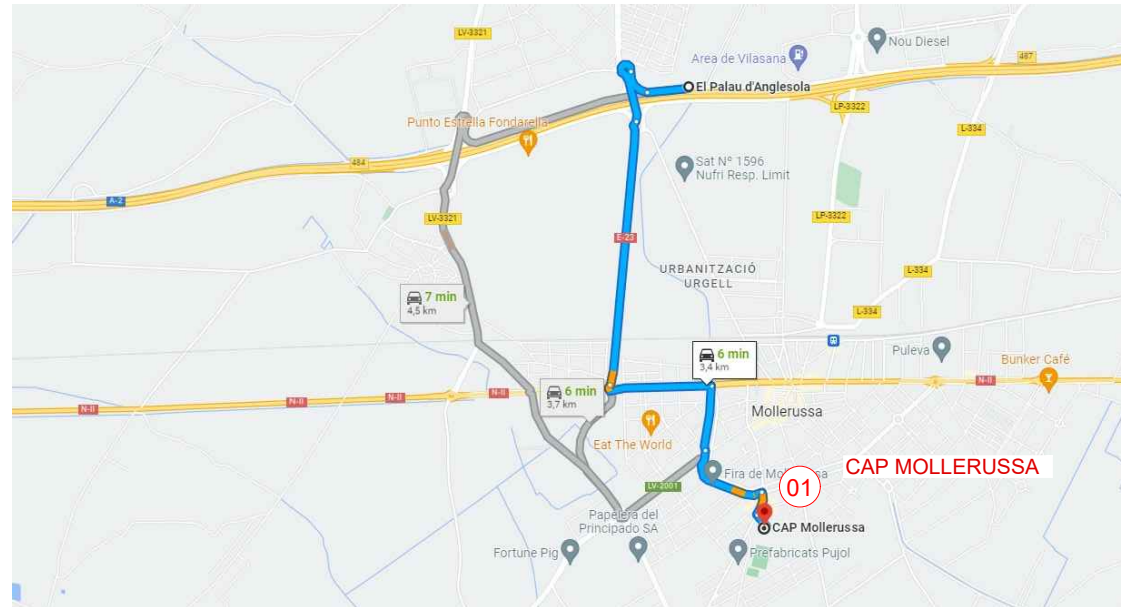 LV-3321
Nou Diesel
Area de Vilasana
487
El Palau d'Anglesola
LP-3322
Punto Estrella Fondarella
L-334
484
Sat Nº 1596
Nufri Resp. Limit
A-2
LV-3321
LP-3322
E-23
URBANITZACIÓ
URGELL
L-334
7 min
4,5 km
L-334
6 min
3,4 km
Puleva
Bunker Café
N-II
N-II
N-II
N-II
6 min
3,7 km
Mollerussa
Eat The World
CAP MOLLERUSSA
Fira de Mo
ssa
01
LV-2001
Papelera del
Principado SA
CAP Mollerussa
Fortune Pig
Prefabricats Pujol